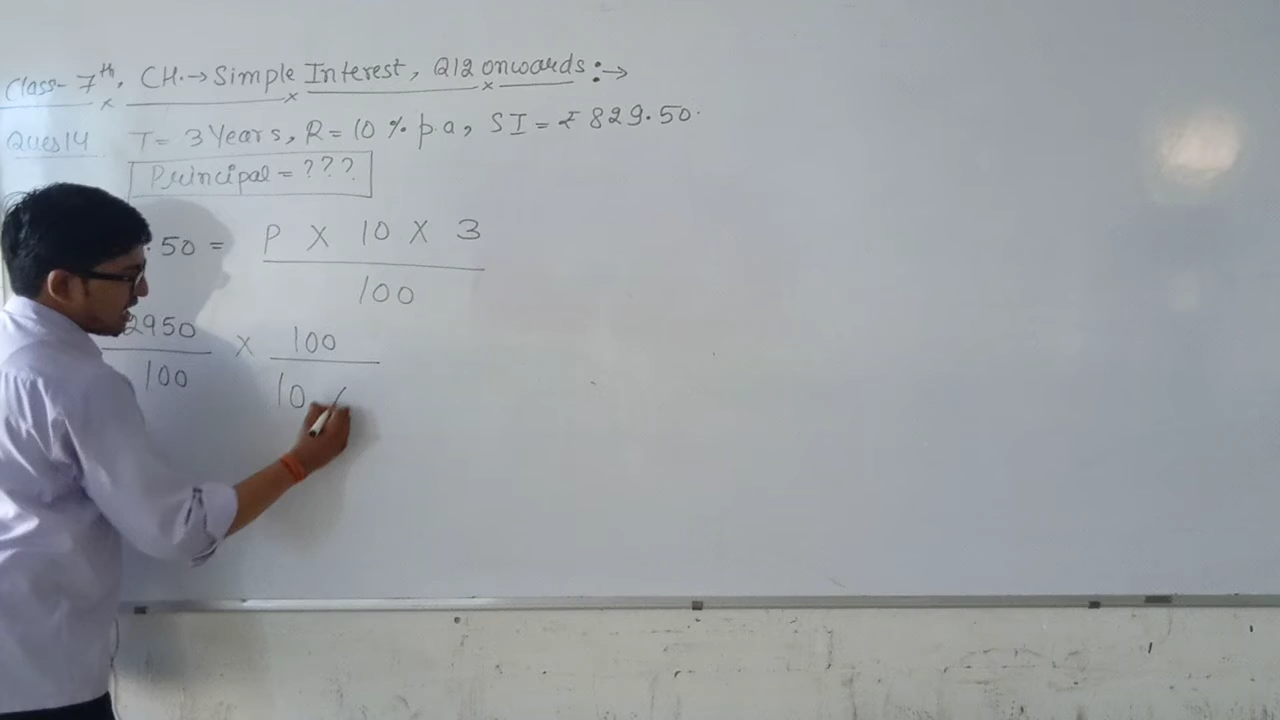 Class- 7th, CH.→ Simple Interest, Q12 onwards :→
Ques14 T= 3 Years, R= 10 % p.a, SI = ₹ 829.50.
Principal = ???
.50 = P X 10 X 3
100
2950 X 100
100 10